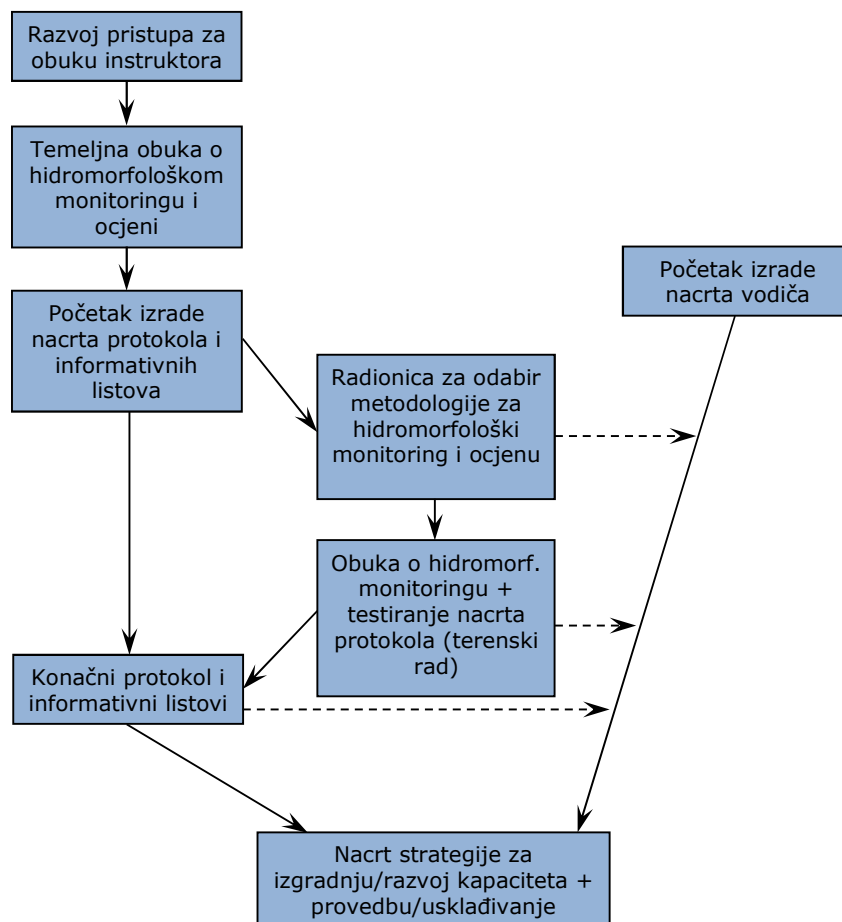 Razvoj pristupa za
obuku instruktora
Temeljna obuka o
hidromorfološkom
monitoringu i
ocjeni
Početak izrade
nacrta vodiča
Početak izrade
nacrta protokola i
informativnih
listova
Radionica za odabir
metodologije za
hidromorfološki
monitoring i ocjenu
Obuka o hidromorf.
monitoringu +
testiranje nacrta
protokola (terenski
rad)
Konačni protokol i
informativni listovi
Nacrt strategije za
izgradnju/razvoj kapaciteta +
provedbu/usklađivanje